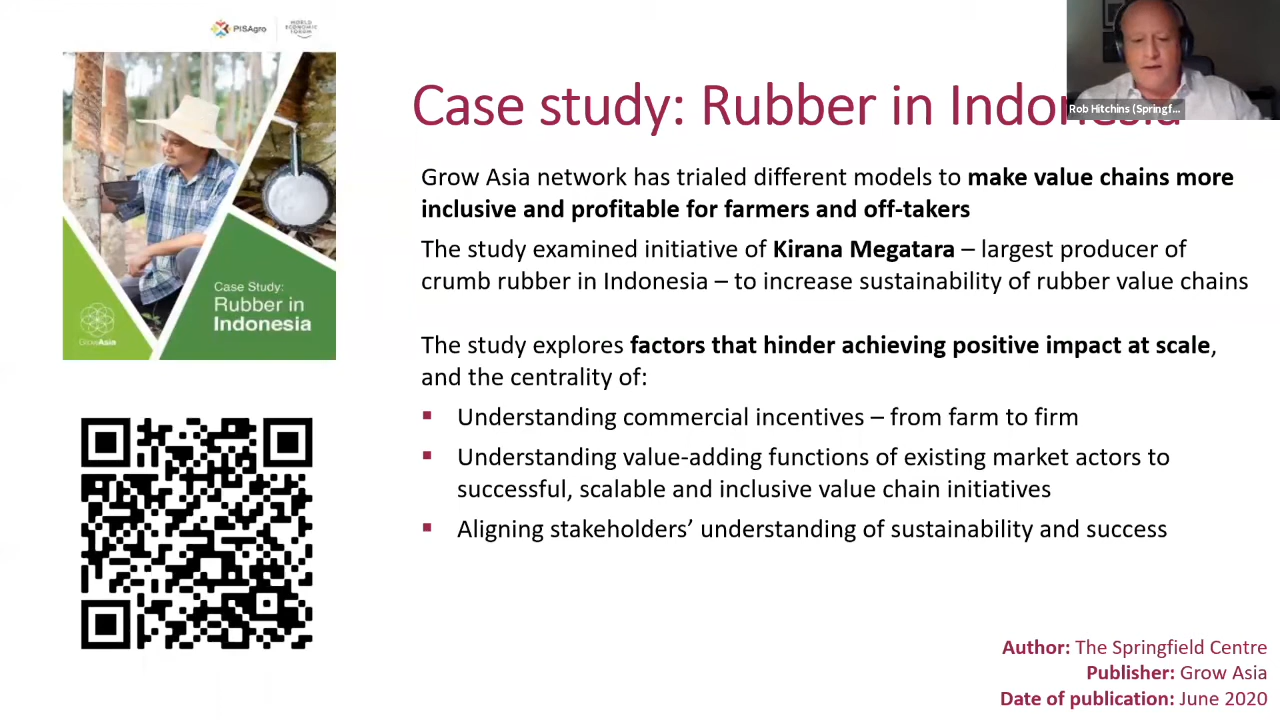 PISAgro
WORLD
ECONOMIC
FORUM
Case Study:
Rubber in
Indonesia
GrowAsia
Rob Hitchins (Springf...
Case study: Rubber in Indonesia
Grow Asia network has trialed different models to make value chains more
inclusive and profitable for farmers and off-takers
The study examined initiative of Kirana Megatara – largest producer of
crumb rubber in Indonesia – to increase sustainability of rubber value chains
The study explores factors that hinder achieving positive impact at scale,
and the centrality of:
▪ Understanding commercial incentives – from farm to firm
▪ Understanding value-adding functions of existing market actors to
successful, scalable and inclusive value chain initiatives
▪ Aligning stakeholders’ understanding of sustainability and success
Author: The Springfield Centre
Publisher: Grow Asia
Date of publication: June 2020